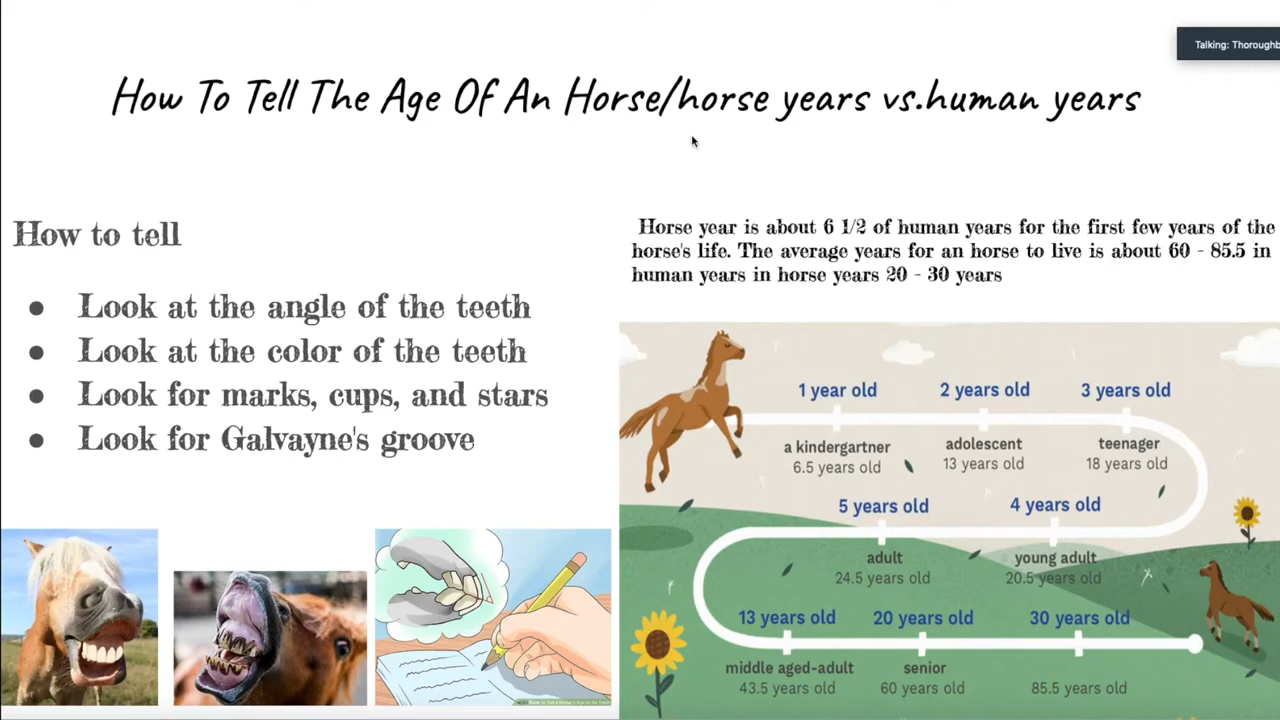 Talking: Thoroughb
How To Tell The Age Of An Horse/horse years vs.human years
How to tell
● Look at the angle of the teeth
● Look at the color of the teeth
● Look for marks, cups, and stars
● Look for Galvayne's groove
Horse year is about 6 1/2 of human years for the first few years of the
horse's life. The average years for an horse to live is about 60 - 85.5 in
human years in horse years 20 - 30 years
1 year old
a kindergartner
6.5 years old
2 years old
adolescent
13 years old
3 years old
teenager
18 years old
4 years old
young adult
20.5 years old
5 years old
adult
24.5 years old
13 years old
middle aged-adult
43.5 years old
20 years old
senior
60 years old
30 years old
85.5 years old